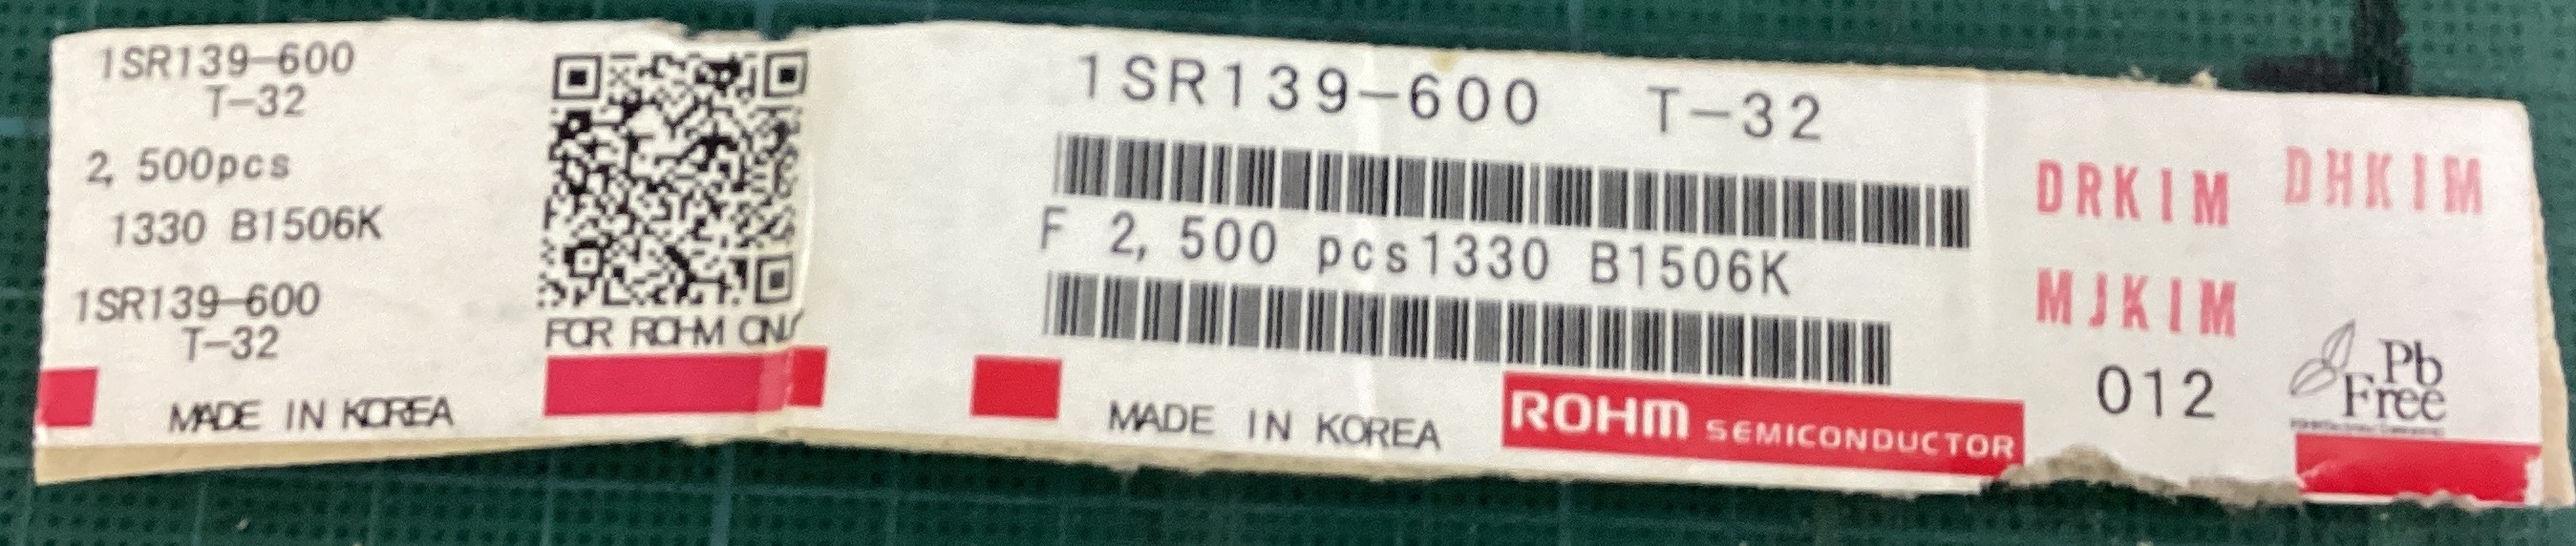 1SR139-600
T-32
2,500pcs
1330 B1506K
1SR139-600
T-32
MADE IN KOREA
FOR ROHM
1SR139-600 T-32
F 2,500 pcs1330 B1506K
MADE IN KOREA
ROHM SEMICONDUCTOR
DRKIM DHKIM
MJKIM
012
Pb
Free